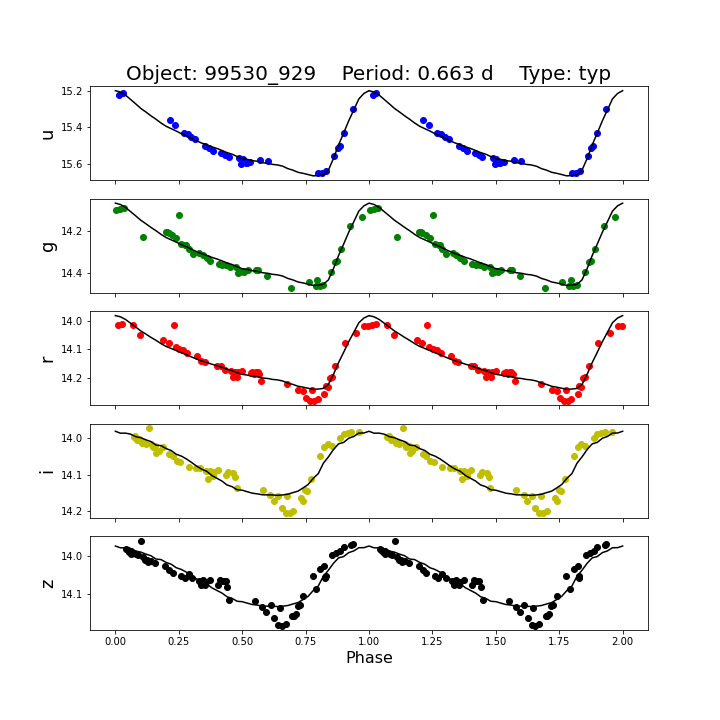 Object: 99530_929    Period: 0.663 d    Type: typ
15.2
15.4
15.6
u
14.2
14.4
g
14.0
14.1
14.2
r
14.0
14.1
14.2
i
14.0
14.1
z
0.00 0.25 0.50 0.75 1.00 1.25 1.50 1.75 2.00
Phase